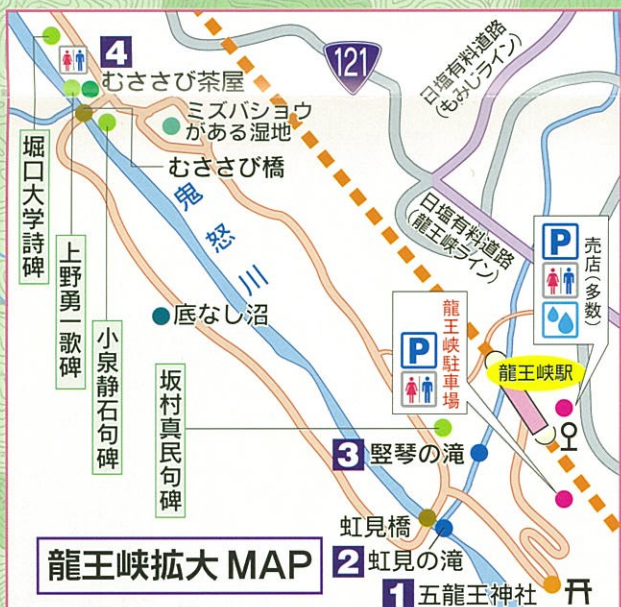 121
日塩有料道路
(もみじライン)
4
むささび茶屋
ミズバショウ
がある湿地
むささび橋
堀口大学詩碑
上野勇一歌碑
小泉静石句碑
鬼怒川
日塩有料道路
(龍王峡ライン)
P
売店(多数)
底なし沼
坂村真民句碑
P
龍王峡駐車場
龍王峡駅
3 竪琴の滝
虹見橋
2 虹見の滝
1 五龍王神社
龍王峡拡大 MAP